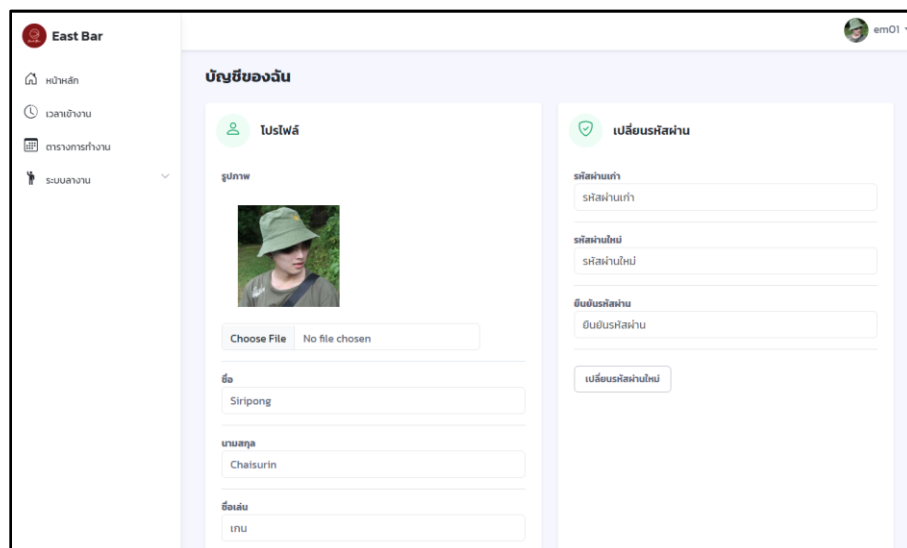 East Bar
em01
หน้าหลัก
เวลาเข้างาน
ตารางการทำงาน
ระบบลางาน
บัญชีของฉัน
โปรไฟล์
รูปภาพ
Choose File No file chosen
ชื่อ
Siripong
นามสกุล
Chaisurin
ชื่อเล่น
เกน
เปลี่ยนรหัสผ่าน
รหัสผ่านเก่า
รหัสผ่านเก่า
รหัสผ่านใหม่
รหัสผ่านใหม่
ยืนยันรหัสผ่าน
ยืนยันรหัสผ่าน
เปลี่ยนรหัสผ่านใหม่